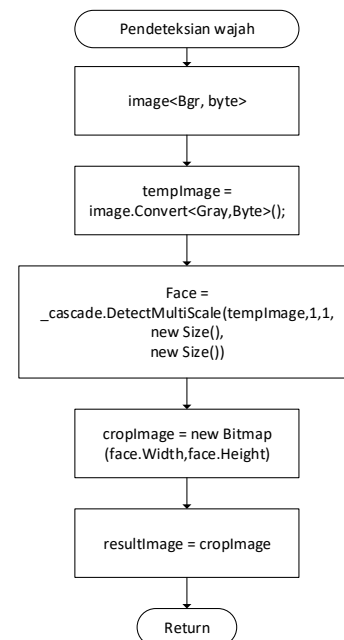 Pendeteksian wajah
image<Bgr, byte>
tempImage =
image.Convert<Gray,Byte>();
Face =
_cascade.DetectMultiScale(tempImage,1,1,
new Size(),
new Size())
cropImage = new Bitmap
(face.Width,face.Height)
resultImage = cropImage
Return